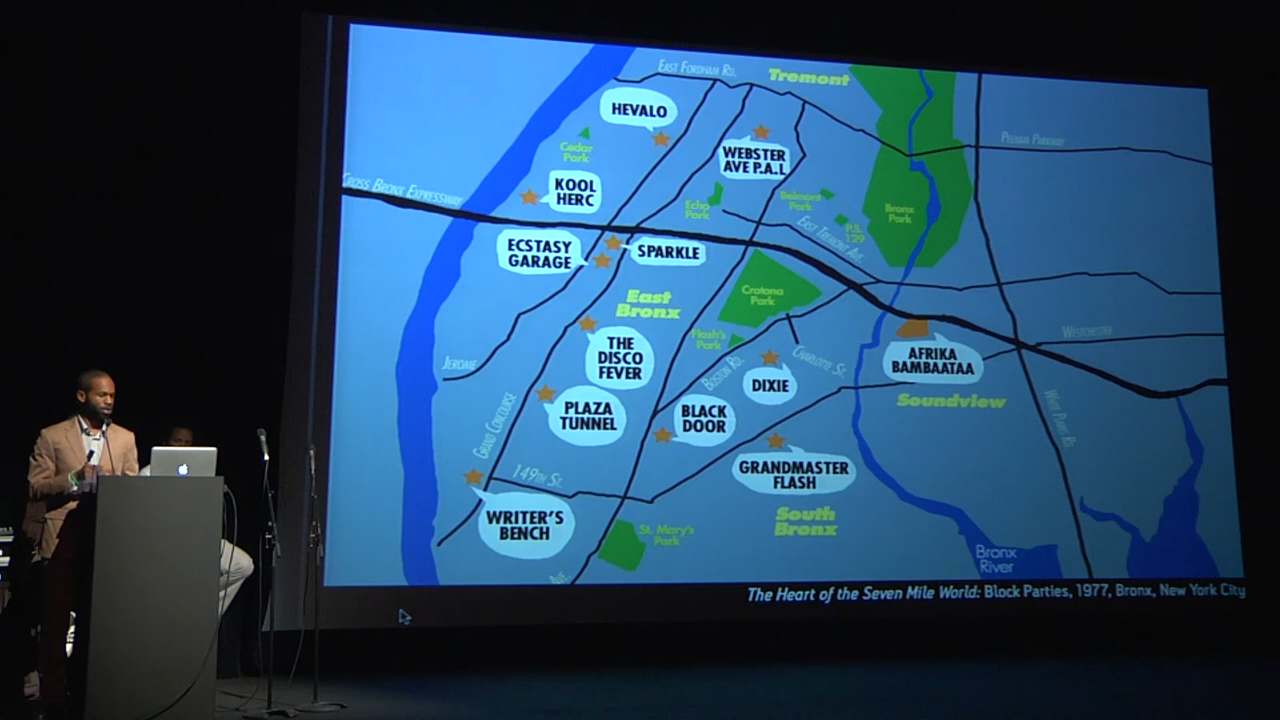 EAST FORDHAM RD.
Tremont
HEVALO
PELHAM PARKWAY
Cedar
Park
WEBSTER
AVE P.A.L
CROSS BRONX EXPRESSWAY
KOOL
HERC
Echo
Park
Belmont
Park
P.S.
129
Bronx
Park
EAST TREMONT AVE.
ECSTASY
GARAGE
SPARKLE
East
Bronx
Crotona
Park
THE
DISCO
FEVER
Flash's
Park
BOSTON RD.
CHARLOTTE ST.
WESTCHESTER
JEROME
DIXIE
AFRIKA
BAMBAATAA
Soundview
GRAND CONCOURSE
PLAZA
TUNNEL
BLACK
DOOR
WHITE PLAINS RD.
149TH ST.
GRANDMASTER
FLASH
WRITER'S
BENCH
South
Bronx
St. Mary's
Park
AVE.
Bronx
River
The Heart of the Seven Mile World: Block Parties, 1977, Bronx, New York City